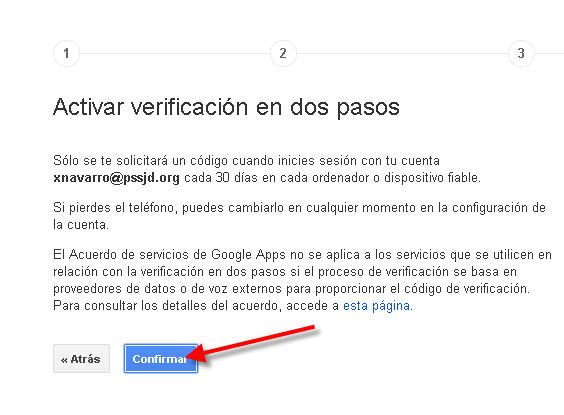 1 2 3
Activar verificación en dos pasos
Sólo se te solicitará un código cuando inicies sesión con tu cuenta
xnavarro@pssjd.org cada 30 días en cada ordenador o dispositivo fiable.
Si pierdes el teléfono, puedes cambiarlo en cualquier momento en la configuración de
la cuenta.
El Acuerdo de servicios de Google Apps no se aplica a los servicios que se utilicen en
relación con la verificación en dos pasos si el proceso de verificación se basa en
proveedores de datos o de voz externos para proporcionar el código de verificación.
Para consultar los detalles del acuerdo, accede a esta página.
« Atrás Confirmar